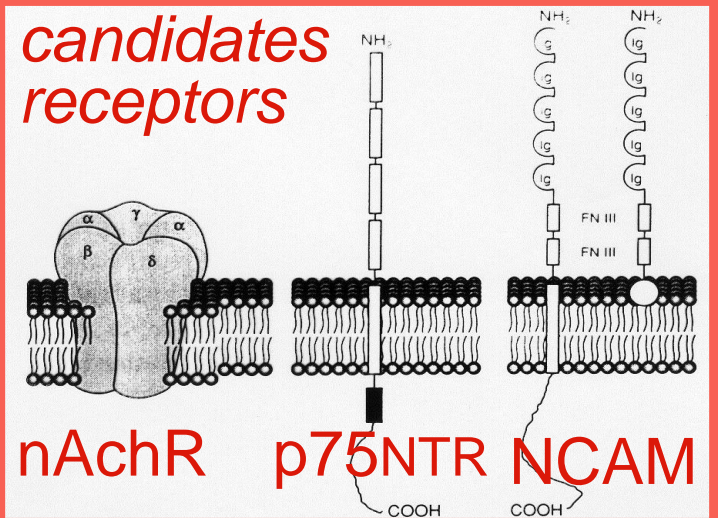 candidates
receptors
NH₂
NH₂
NH₂
Ig
Ig
Ig
Ig
Ig
Ig
Ig
Ig
Ig
γ
α
α
β
δ
FN III
FN III
nAchR
p75NTR
NCAM
COOH
COOH